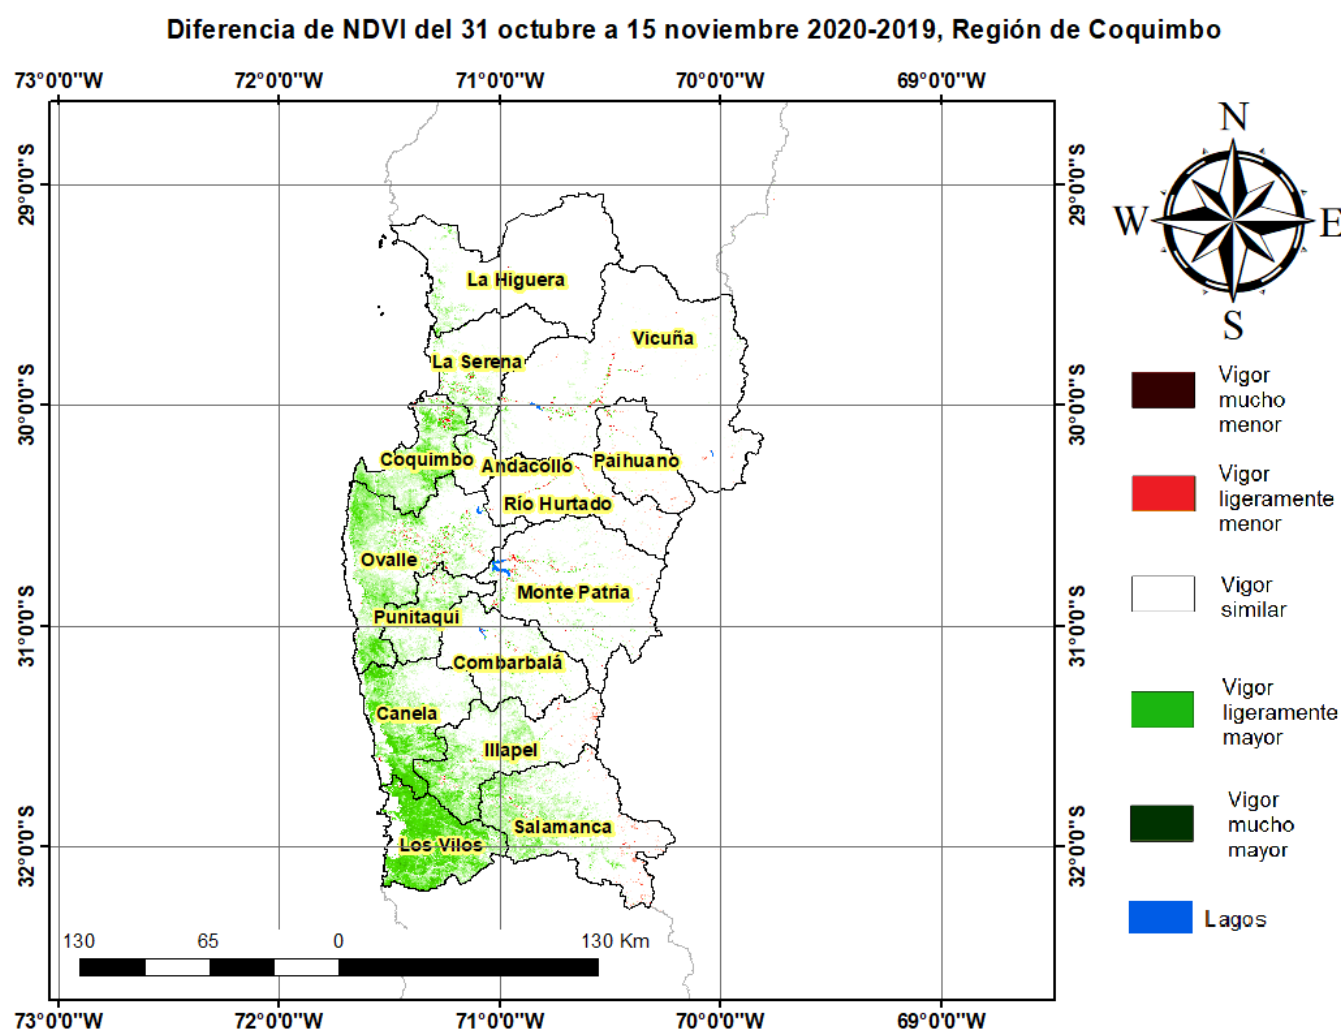 Diferencia de NDVI del 31 octubre a 15 noviembre 2020-2019, Región de Coquimbo
73°0'0"W 72°0'0"W 71°0'0"W 70°0'0"W 69°0'0"W
29°0'0"S
30°0'0"S
31°0'0"S
32°0'0"S
29°0'0"S
30°0'0"S
31°0'0"S
32°0'0"S
La Higuera
Vicuña
La Serena
Coquimbo
Andacollo
Paihuano
Río Hurtado
Ovalle
Monte Patria
Punitaqui
Combarbalá
Canela
Illapel
Salamanca
Los Vilos
130 65 0 130 Km
73°0'0"W 72°0'0"W 71°0'0"W 70°0'0"W 69°0'0"W
N
W E
S
Vigor
mucho
menor
Vigor
ligeramente
menor
Vigor
similar
Vigor
ligeramente
mayor
Vigor
mucho
mayor
Lagos